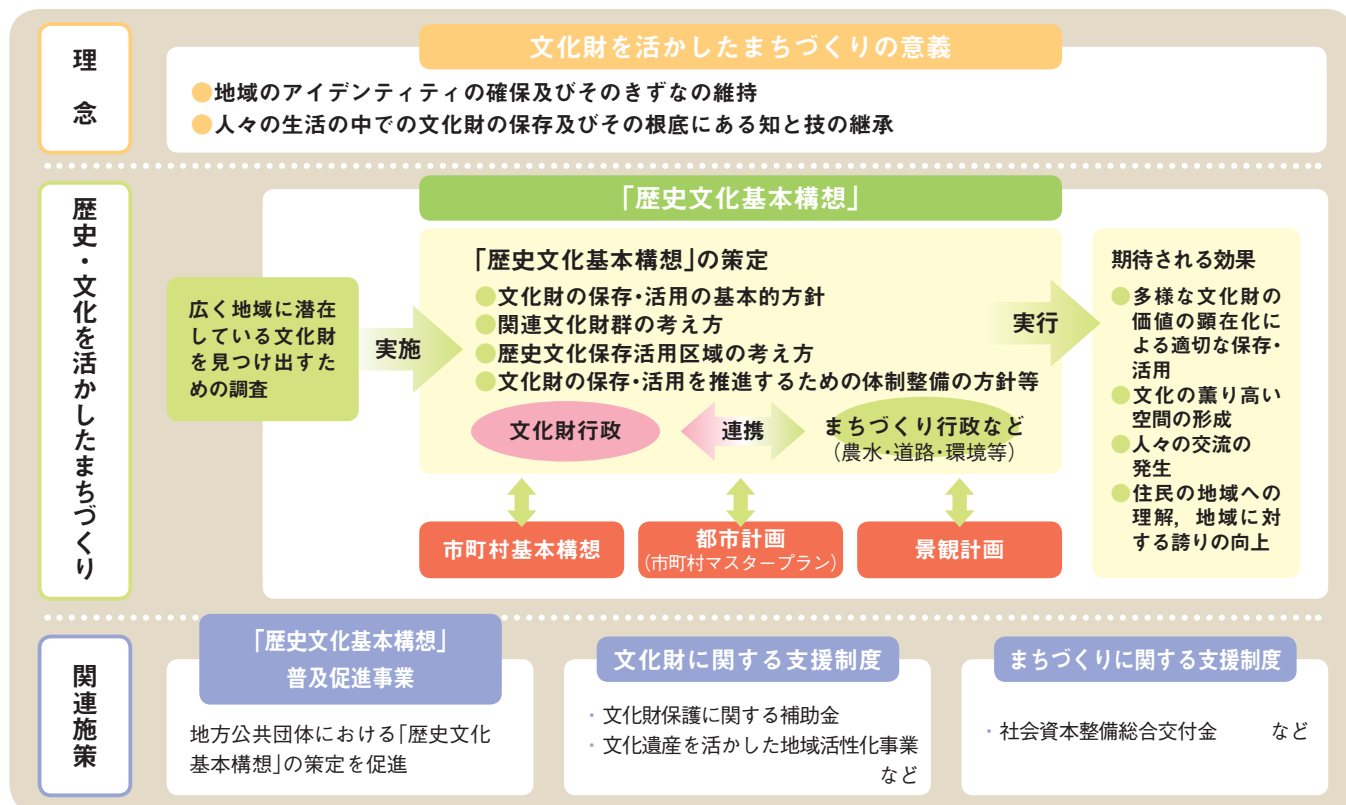 理念
文化財を活かしたまちづくりの意義
●地域のアイデンティティの確保及びそのきずなの維持
●人々の生活の中での文化財の保存及びその根底にある知と技の継承
歴史・文化を活かしたまちづくり
「歴史文化基本構想」
広く地域に潜在
している文化財
を見つけ出すた
めの調査
実施
「歴史文化基本構想」の策定
●文化財の保存・活用の基本的方針
●関連文化財群の考え方
●歴史文化保存活用区域の考え方
●文化財の保存・活用を推進するための体制整備の方針等
文化財行政
連携
まちづくり行政など
(農水・道路・環境等)
実行
期待される効果
●多様な文化財の
価値の顕在化に
よる適切な保存・
活用
●文化の薫り高い
空間の形成
●人々の交流の
発生
●住民の地域への
理解，地域に対
する誇りの向上
市町村基本構想
都市計画
(市町村マスタープラン)
景観計画
関連施策
「歴史文化基本構想」
普及促進事業
地方公共団体における「歴史文化
基本構想」の策定を促進
文化財に関する支援制度
・文化財保護に関する補助金
・文化遺産を活かした地域活性化事業
など
まちづくりに関する支援制度
・社会資本整備総合交付金　　など